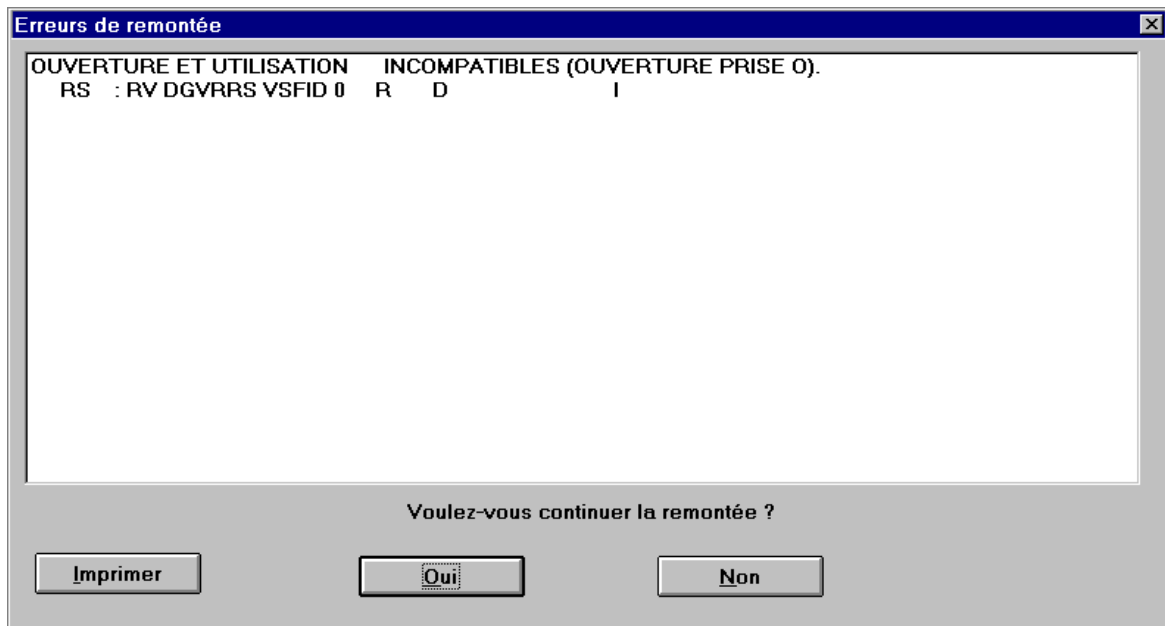 Erreurs de remontée
OUVERTURE ET UTILISATION INCOMPATIBLES (OUVERTURE PRISE O).
RS : RV DGVRRS VSFID 0 R D I
Voulez-vous continuer la remontée ?
Imprimer Oui Non